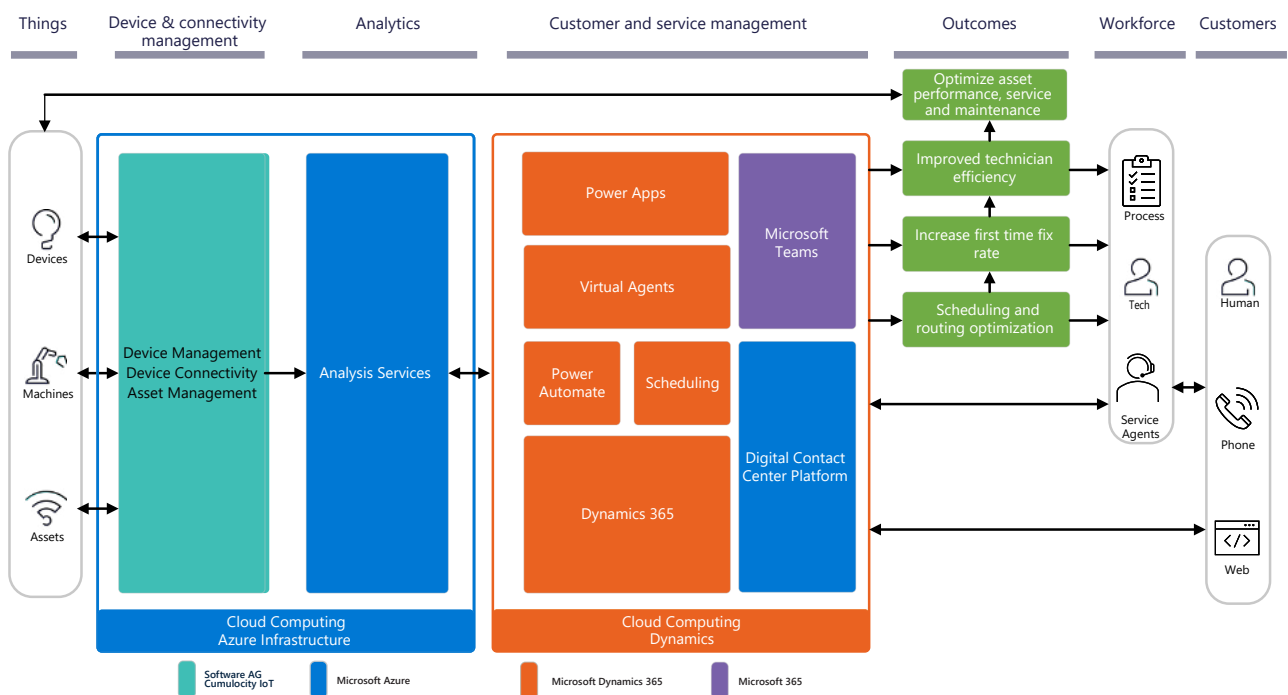 Things
Device & connectivity
management
Analytics
Customer and service management
Outcomes
Workforce
Customers
Optimize asset
performance, service
and maintenance
Improved technician
efficiency
Increase first time fix
rate
Scheduling and
routing optimization
Devices
Machines
Assets
Device Management
Device Connectivity
Asset Management
Analysis Services
Power Apps
Virtual Agents
Power
Automate
Scheduling
Dynamics 365
Microsoft
Teams
Digital Contact
Center Platform
Process
Tech
Service
Agents
Human
Phone
Web
Cloud Computing
Azure Infrastructure
Cloud Computing
Dynamics
Software AG
Cumulocity IoT
Microsoft Azure
Microsoft Dynamics 365
Microsoft 365